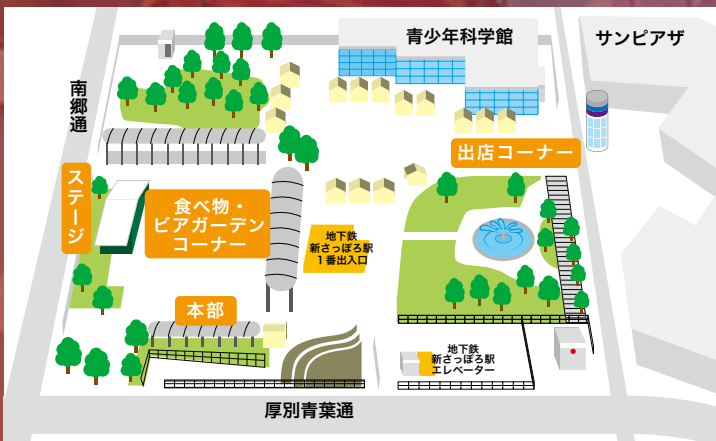 青少年科学館
サンピアザ
南郷通
出店コーナー
ステージ
食べ物・
ビアガーデン
コーナー
地下鉄
新さっぽろ駅
1番出入口
本部
地下鉄
新さっぽろ駅
エレベーター
厚別青葉通